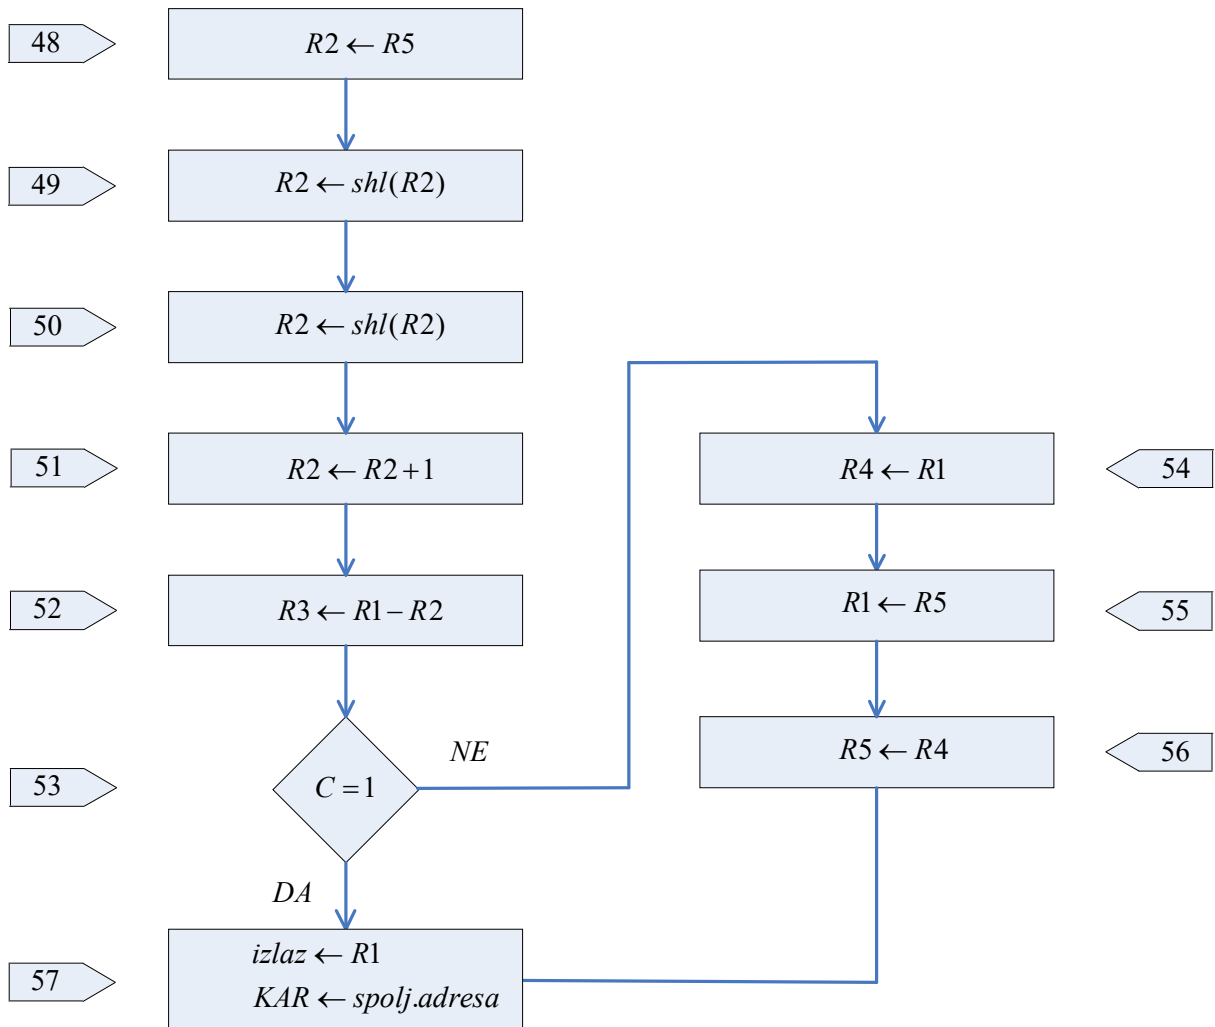 48
R2 ← R5
49
R2 ← shl(R2)
50
R2 ← shl(R2)
51
R2 ← R2 + 1
R4 ← R1
54
52
R3 ← R1 − R2
R1 ← R5
55
NE
R5 ← R4
56
53
C = 1
DA
57
izlaz ← R1
KAR ← spolj.adresa